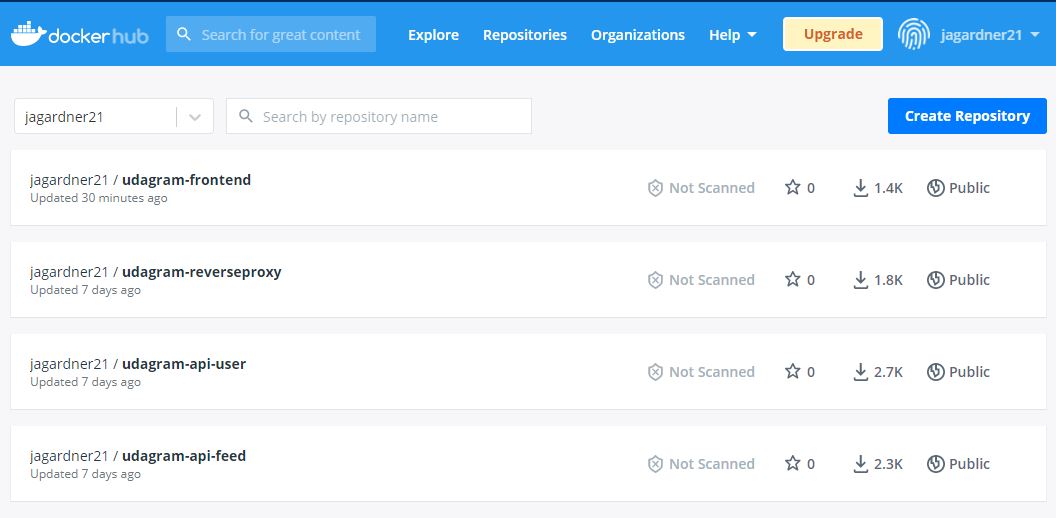 dockerhub Search for great content Explore Repositories Organizations Help Upgrade jagardner21
jagardner21 Search by repository name Create Repository
jagardner21 / udagram-frontend
Updated 30 minutes ago
Not Scanned 0 1.4K Public
jagardner21 / udagram-reverseproxy
Updated 7 days ago
Not Scanned 0 1.8K Public
jagardner21 / udagram-api-user
Updated 7 days ago
Not Scanned 0 2.7K Public
jagardner21 / udagram-api-feed
Updated 7 days ago
Not Scanned 0 2.3K Public